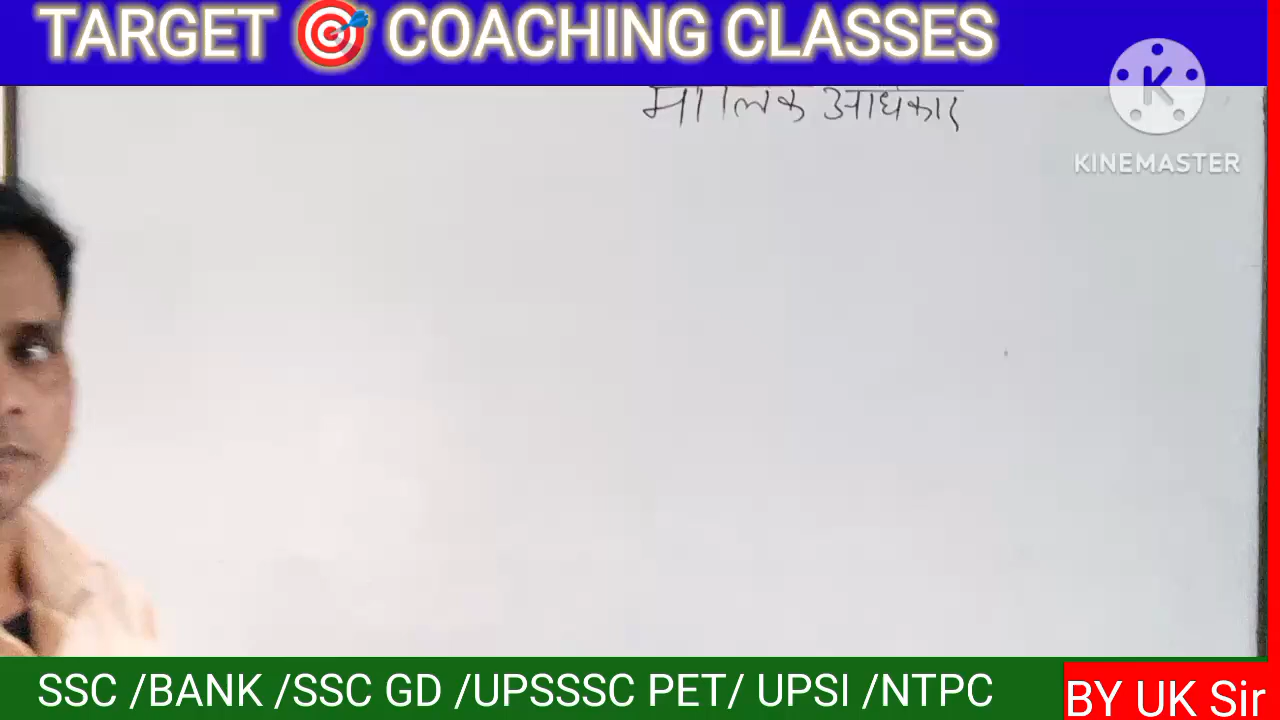 TARGET 🎯 COACHING CLASSES
मौलिक अधिकार
KINEMASTER
SSC /BANK /SSC GD /UPSSSC PET/ UPSI /NTPC
BY UK Sir